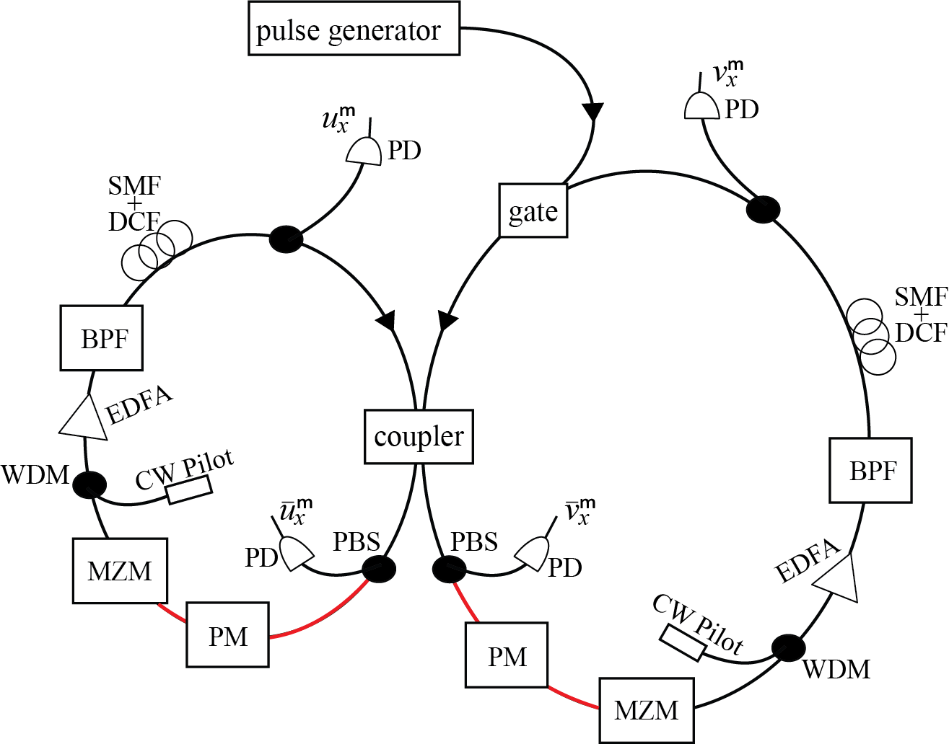 pulse generator
v_x^m
PD
u_x^m
PD
SMF
+
DCF
gate
SMF
+
DCF
BPF
EDFA
coupler
BPF
WDM
CW Pilot
ū_x^m
PD
PBS
PBS
v̄_x^m
PD
EDFA
MZM
PM
CW Pilot
WDM
PM
MZM